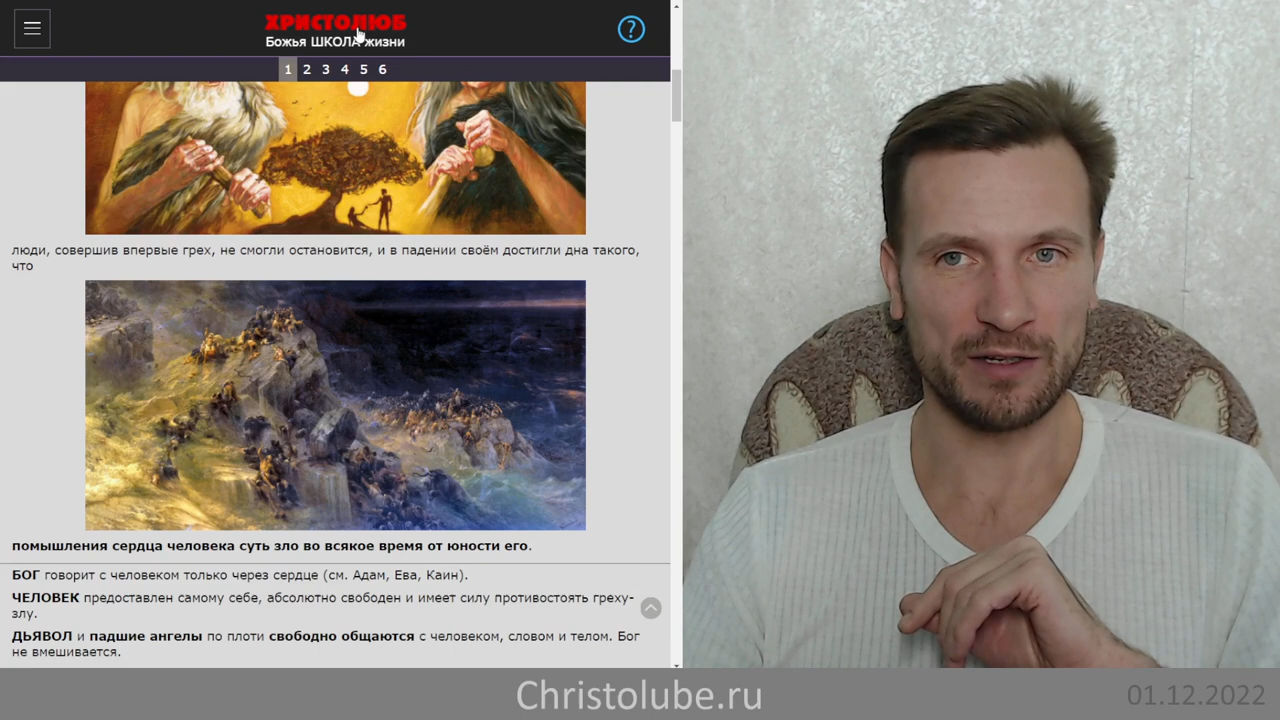 ХРИСТОЛЮБ
Божья ШКОЛА жизни
?
1 2 3 4 5 6
люди, совершив впервые грех, не смогли остановится, и в падении своём достигли дна такого,
что
помышления сердца человека суть зло во всякое время от юности его.
БОГ говорит с человеком только через сердце (см. Адам, Ева, Каин).
ЧЕЛОВЕК предоставлен самому себе, абсолютно свободен и имеет силу противостоять греху-
злу.
ДЬЯВОЛ и падшие ангелы по плоти свободно общаются с человеком, словом и телом. Бог
не вмешивается.
Christolube.ru
01.12.2022